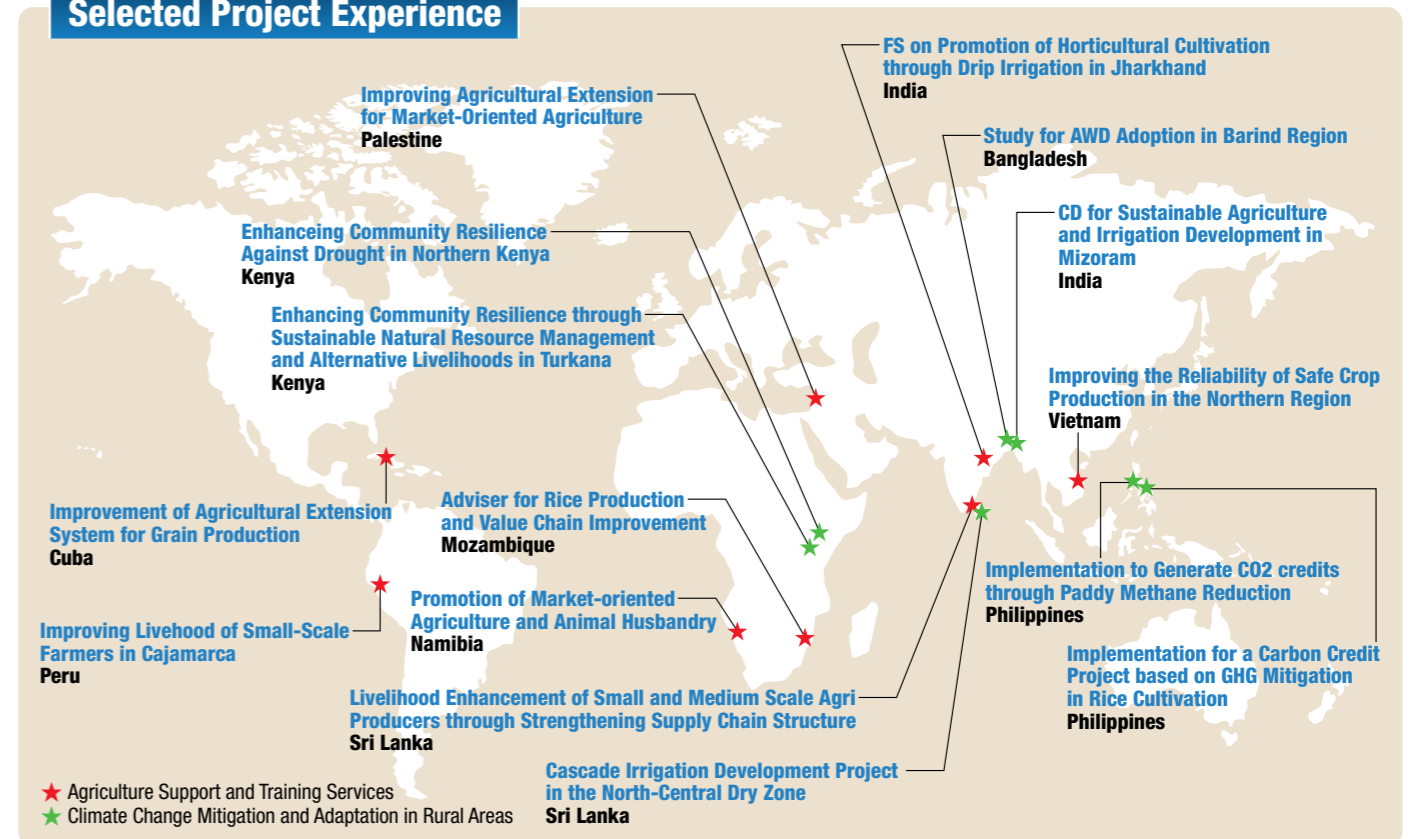 Selected Project Experience
FS on Promotion of Horticultural Cultivation
through Drip Irrigation in Jharkhand
India
Improving Agricultural Extension
for Market-Oriented Agriculture
Palestine
Study for AWD Adoption in Barind Region
Bangladesh
CD for Sustainable Agriculture
and Irrigation Development in
Mizoram
India
Enhanceing Community Resilience
Against Drought in Northern Kenya
Kenya
Enhancing Community Resilience through
Sustainable Natural Resource Management
and Alternative Livelihoods in Turkana
Kenya
Improving the Reliability of Safe Crop
Production in the Northern Region
Vietnam
Improvement of Agricultural Extension
System for Grain Production
Cuba
Adviser for Rice Production
and Value Chain Improvement
Mozambique
Implementation to Generate CO2 credits
through Paddy Methane Reduction
Philippines
Promotion of Market-oriented
Agriculture and Animal Husbandry
Namibia
Improving Livehood of Small-Scale
Farmers in Cajamarca
Peru
Implementation for a Carbon Credit
Project based on GHG Mitigation
in Rice Cultivation
Philippines
Livelihood Enhancement of Small and Medium Scale Agri
Producers through Strengthening Supply Chain Structure
Sri Lanka
Cascade Irrigation Development Project
in the North-Central Dry Zone
Sri Lanka
Agriculture Support and Training Services
Climate Change Mitigation and Adaptation in Rural Areas